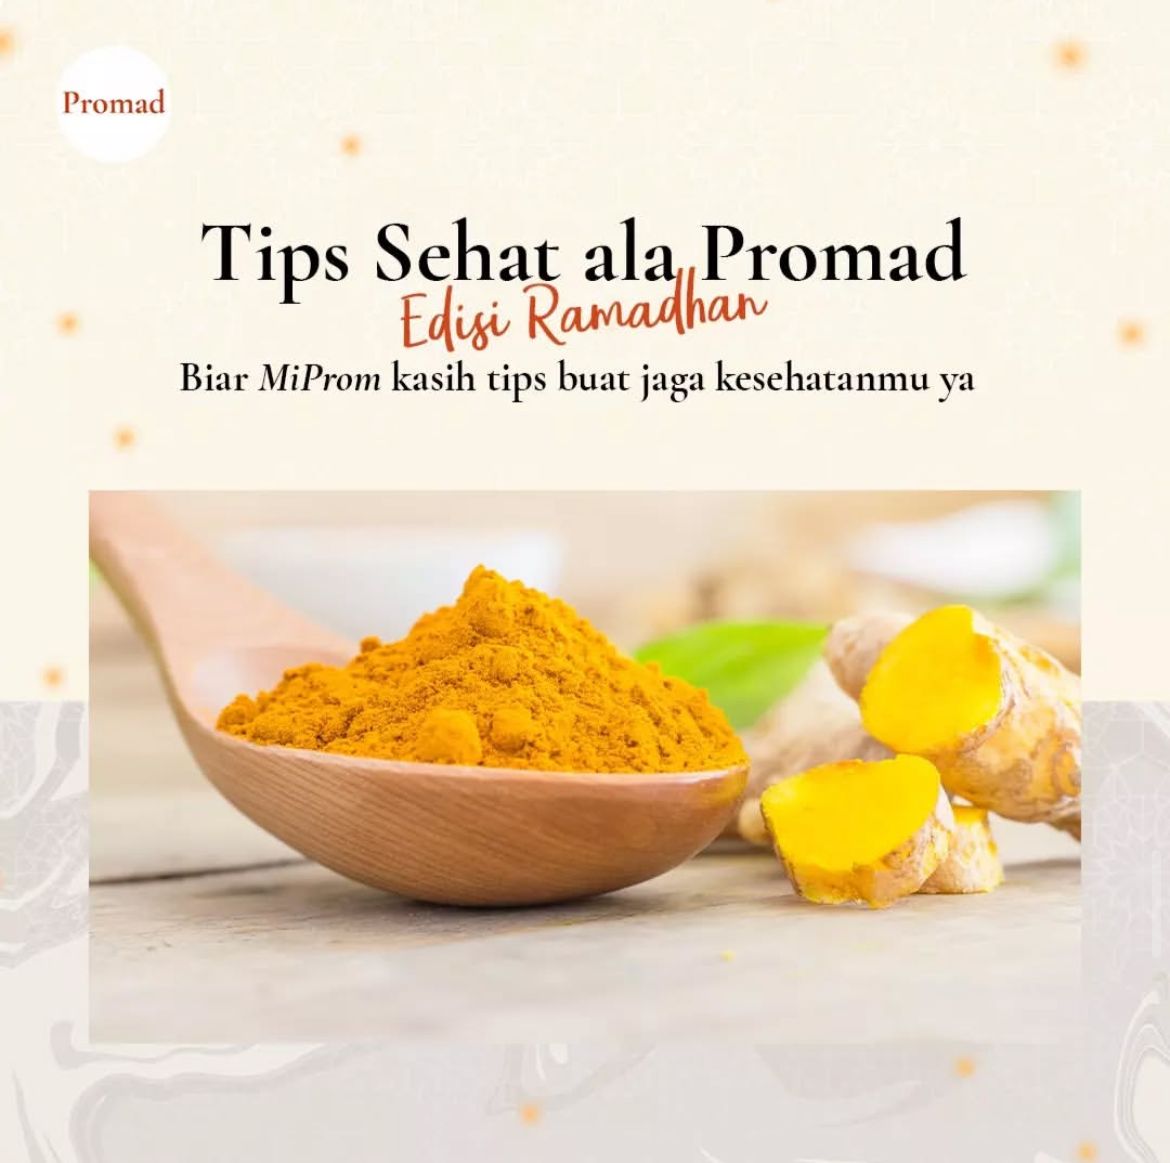 Promad
Tips Sehat ala Promad
Edisi Ramadhan
Biar MiProm kasih tips buat jaga kesehatanmu ya